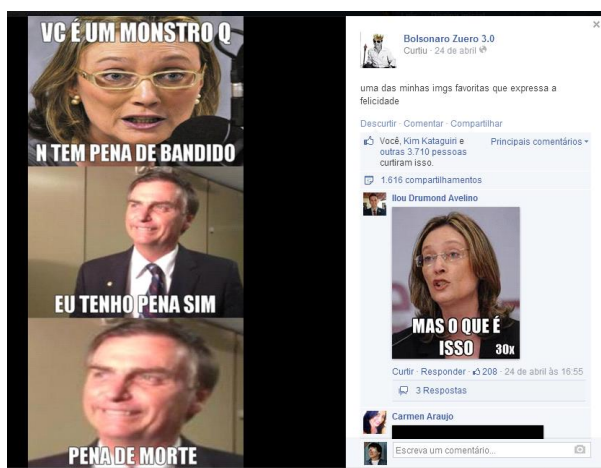 VC É UM MONSTRO Q
N TEM PENA DE BANDIDO
EU TENHO PENA SIM
PENA DE MORTE
Bolsonaro Zuero 3.0
Curtiu · 24 de abril
uma das minhas imgs favoritas que expressa a
felicidade
Descurtir · Comentar · Compartilhar
Você, Kim Kataguiri e
outras 3.710 pessoas
curtiram isso.
Principais comentários
1.616 compartilhamentos
Ilou Drumond Avelino
MAS O QUE É
ISSO 30x
Curtir · Responder · 208 · 24 de abril às 16:55
3 Respostas
Carmen Araujo
Escreva um comentário...